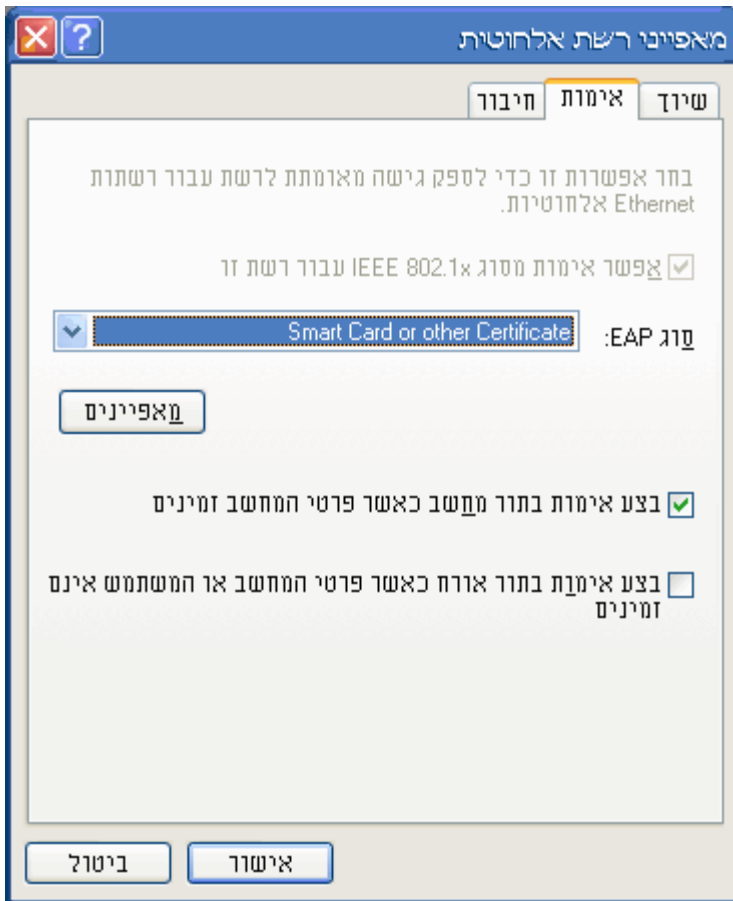 מאפייני רשת אלחוטית
שיוך
אימות
חיבור
בחר אפשרות זו כדי לספק גישה מאומתת לרשת עבור רשתות
Ethernet אלחוטיות.
אפשר אימות מסוג IEEE 802.1x עבור רשת זו
סוג EAP:
Smart Card or other Certificate
מאפיינים
בצע אימות בתור מחשב כאשר פרטי המחשב זמינים
בצע אימות בתור אורח כאשר פרטי המחשב או המשתמש אינם
זמינים
אישור
ביטול